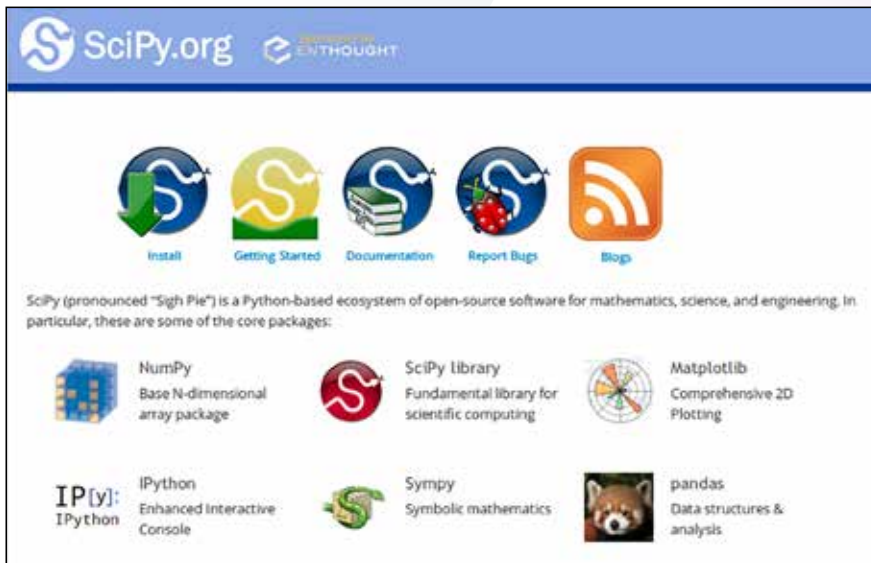 SciPy.org
ENTHOUGHT
Install
Getting Started
Documentation
Report Bugs
Blogs
SciPy (pronounced "Sigh Pie") is a Python-based ecosystem of open-source software for mathematics, science, and engineering. In
particular, these are some of the core packages:
NumPy
Base N-dimensional
array package
SciPy library
Fundamental library for
scientific computing
Matplotlib
Comprehensive 2D
Plotting
IP[y]:
IPython
IPython
Enhanced Interactive
Console
Sympy
Symbolic mathematics
pandas
Data structures &
analysis